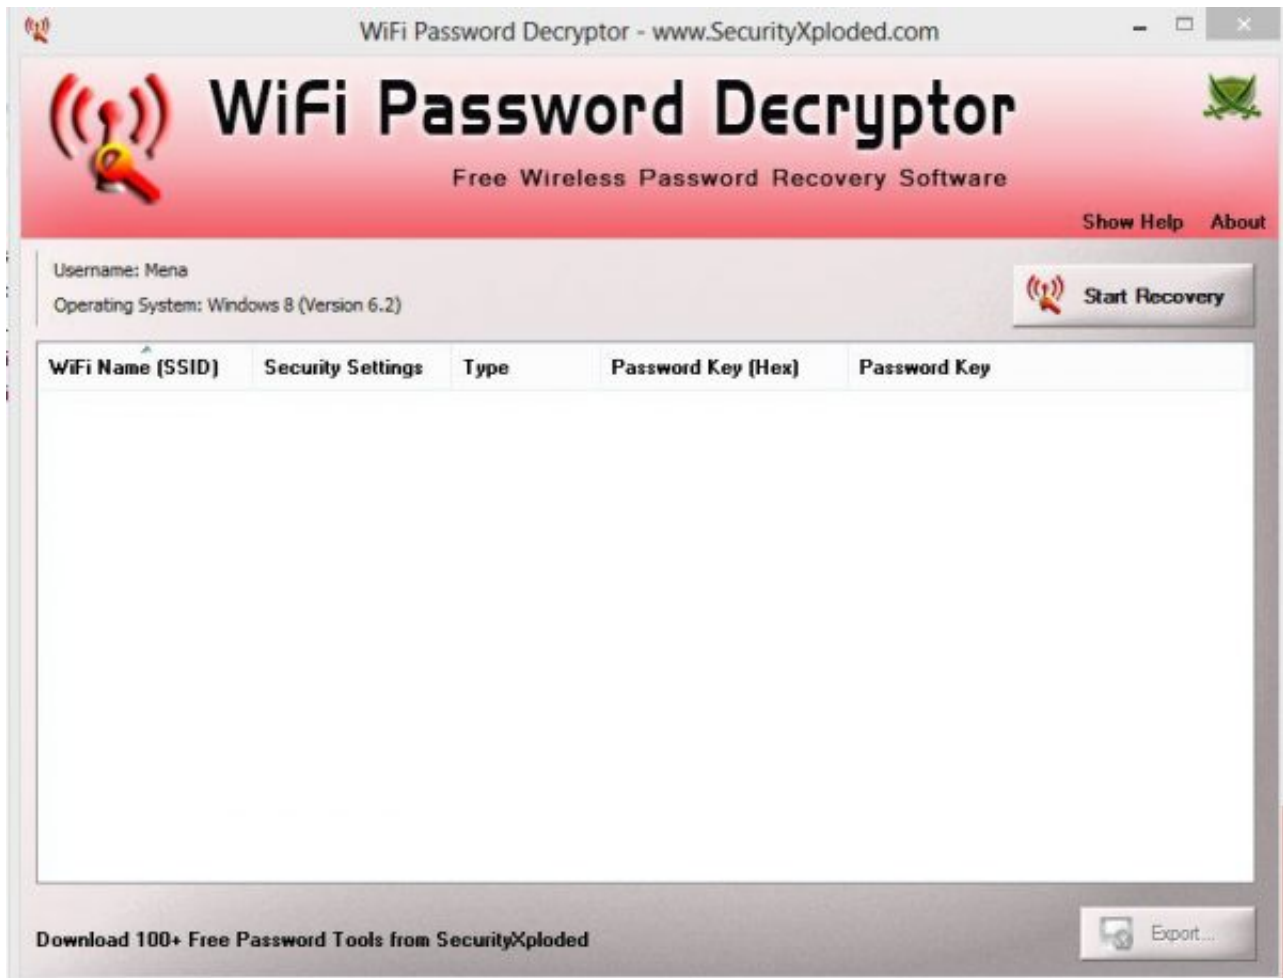 WiFi Password Decryptor - www.SecurityXploded.com
WiFi Password Decryptor
Free Wireless Password Recovery Software
Show Help About
Username: Mena
Operating System: Windows 8 (Version 6.2)
Start Recovery
WiFi Name (SSID) Security Settings Type Password Key (Hex) Password Key
Download 100+ Free Password Tools from SecurityXploded
Export...